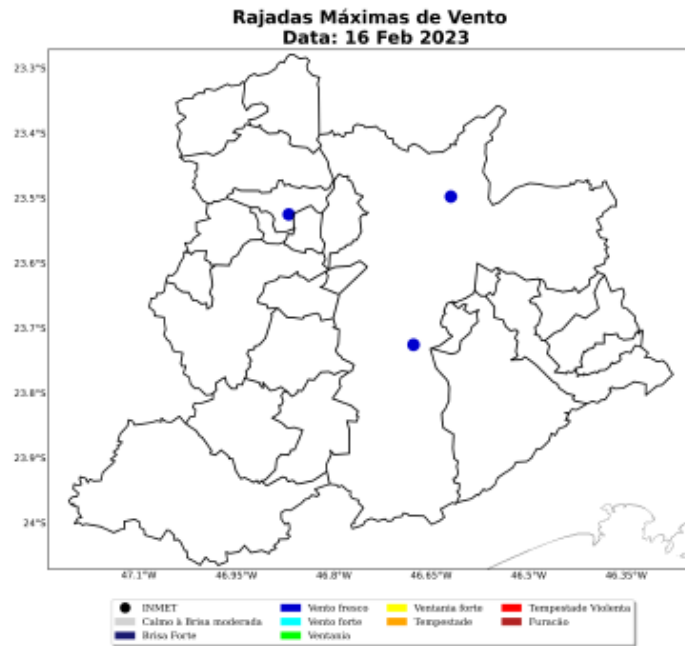 Rajadas Máximas de Vento
Data: 16 Feb 2023
23.3°S
23.4°S
23.5°S
23.6°S
23.7°S
23.8°S
23.9°S
24°S
47.1°W 46.95°W 46.8°W 46.65°W 46.5°W 46.35°W
INMET Vento fresco Ventania forte Tempestade Violenta
Calmo à Brisa moderada Vento forte Tempestade Furacão
Brisa Forte Ventania